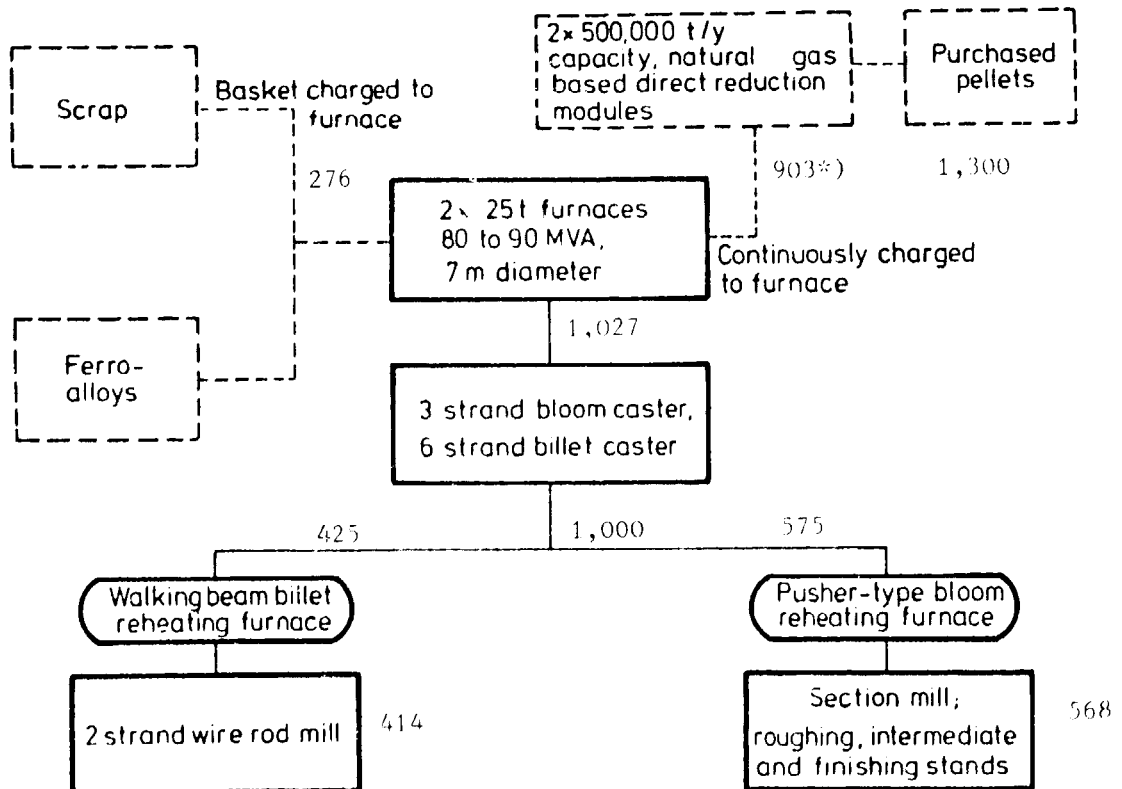 2× 500,000 t/y
capacity, natural gas
based direct reduction
modules
Purchased
pellets
Scrap
Basket charged to
furnace
276
903*)
1,300
2× 25t furnaces
80 to 90 MVA,
7m diameter
Continuously charged
to furnace
1,027
Ferro-
alloys
3 strand bloom caster,
6 strand billet caster
425
1,000
575
Walking beam billet
reheating furnace
Pusher-type bloom
reheating furnace
2 strand wire rod mill
414
Section mill;
roughing, intermediate
and finishing stands
568